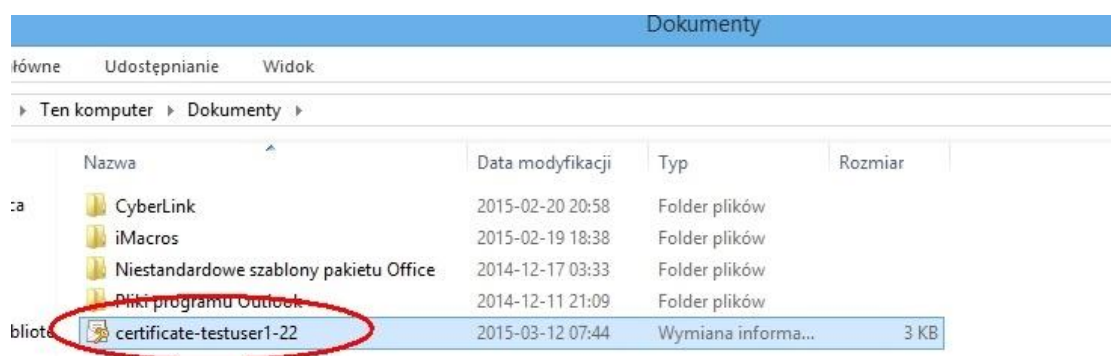 Dokumenty
łówne Udostępnianie Widok
Ten komputer Dokumenty
Nazwa Data modyfikacji Typ Rozmiar
ca CyberLink 2015-02-20 20:58 Folder plików
iMacros 2015-02-19 18:38 Folder plików
Niestandardowe szablony pakietu Office 2014-12-17 03:33 Folder plików
Pliki programu Outlook 2014-12-11 21:09 Folder plików
bliote certificate-testuser1-22 2015-03-12 07:44 Wymiana informa... 3 KB